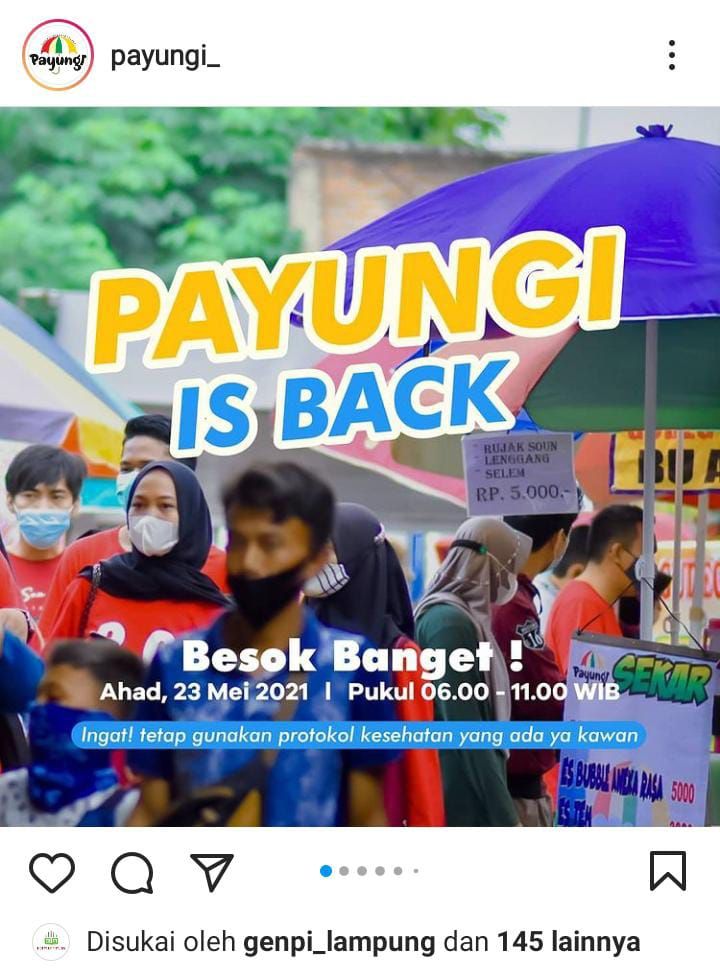 Payungi
payungi_
PAYUNGI
IS BACK
- RUJAK SOUN
- LENGGANG
- SELEM
RP. 5.000,-
BU A
Besok Banget !
Ahad, 23 Mei 2021 | Pukul 06.00 - 11.00 WIB
Ingat! tetap gunakan protokol kesehatan yang ada ya kawan
Payungi
SEKAR
ES BUBBLE ANEKA RASA 5000
ES TEH
Disukai oleh genpi_lampung dan 145 lainnya